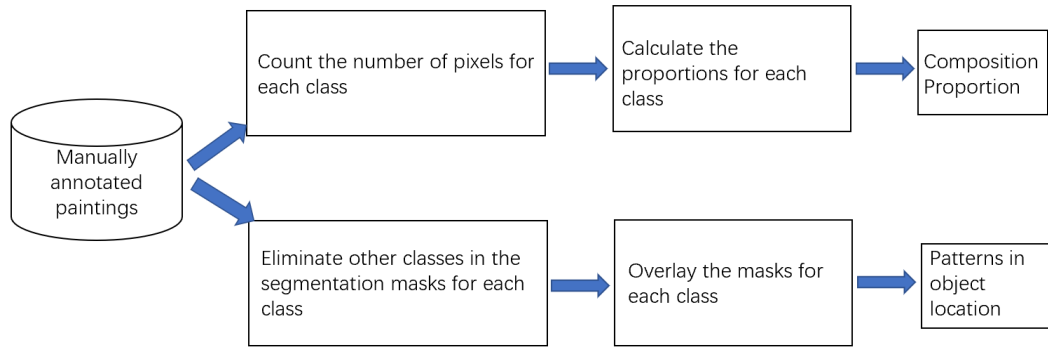 Manually
annotated
paintings
Count the number of pixels for
each class
Calculate the
proportions for each
class
Composition
Proportion
Eliminate other classes in the
segmentation masks for each
class
Overlay the masks for
each class
Patterns in
object
location